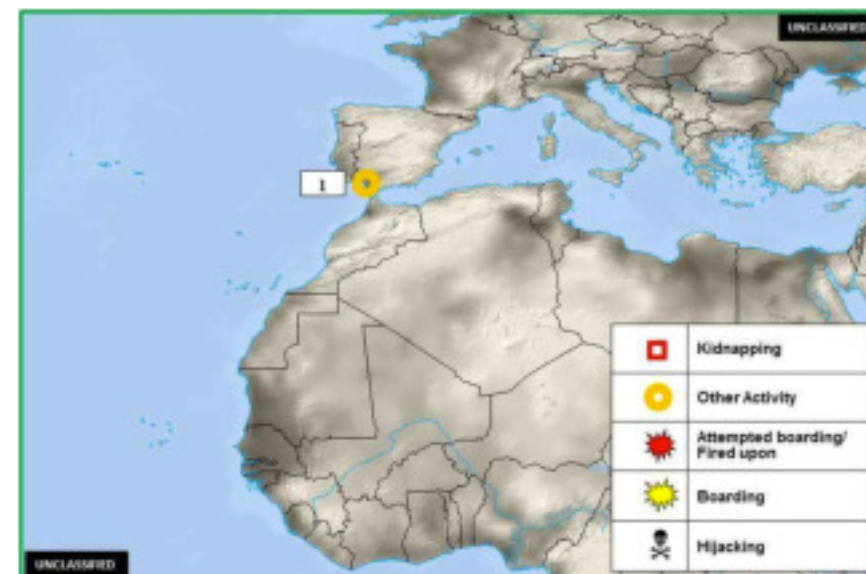 UNCLASSIFIED
1
Kidnapping
Other Activity
Attempted boarding/
Fired upon
Boarding
Hijacking
UNCLASSIFIED